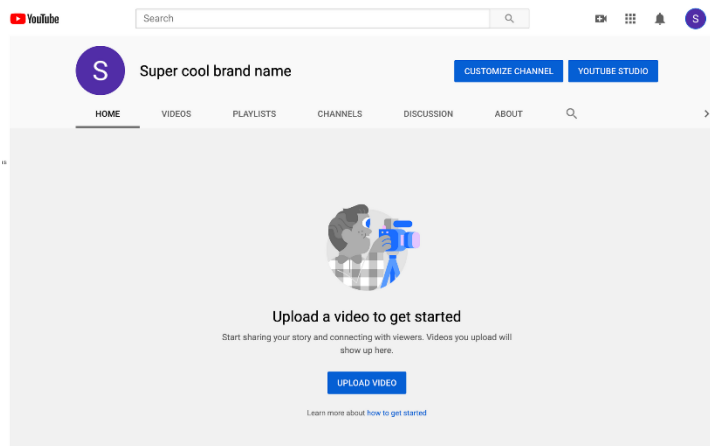 YouTube
Search
S
S
Super cool brand name
CUSTOMIZE CHANNEL
YOUTUBE STUDIO
HOME VIDEOS PLAYLISTS CHANNELS DISCUSSION ABOUT
Upload a video to get started
Start sharing your story and connecting with viewers. Videos you upload will
show up here.
UPLOAD VIDEO
Learn more about how to get started